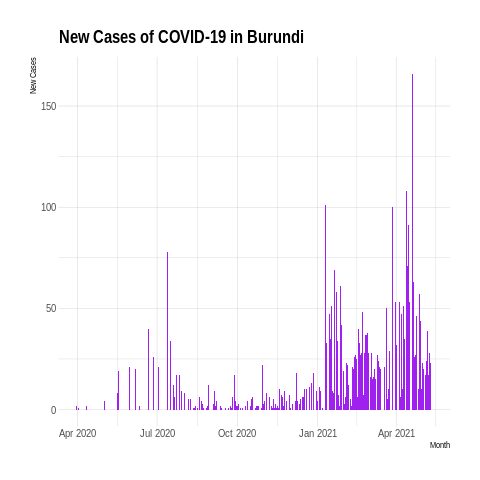 New Cases of COVID-19 in Burundi
New Cases
150
100
50
0
Apr 2020 Jul 2020 Oct 2020 Jan 2021 Apr 2021
Month